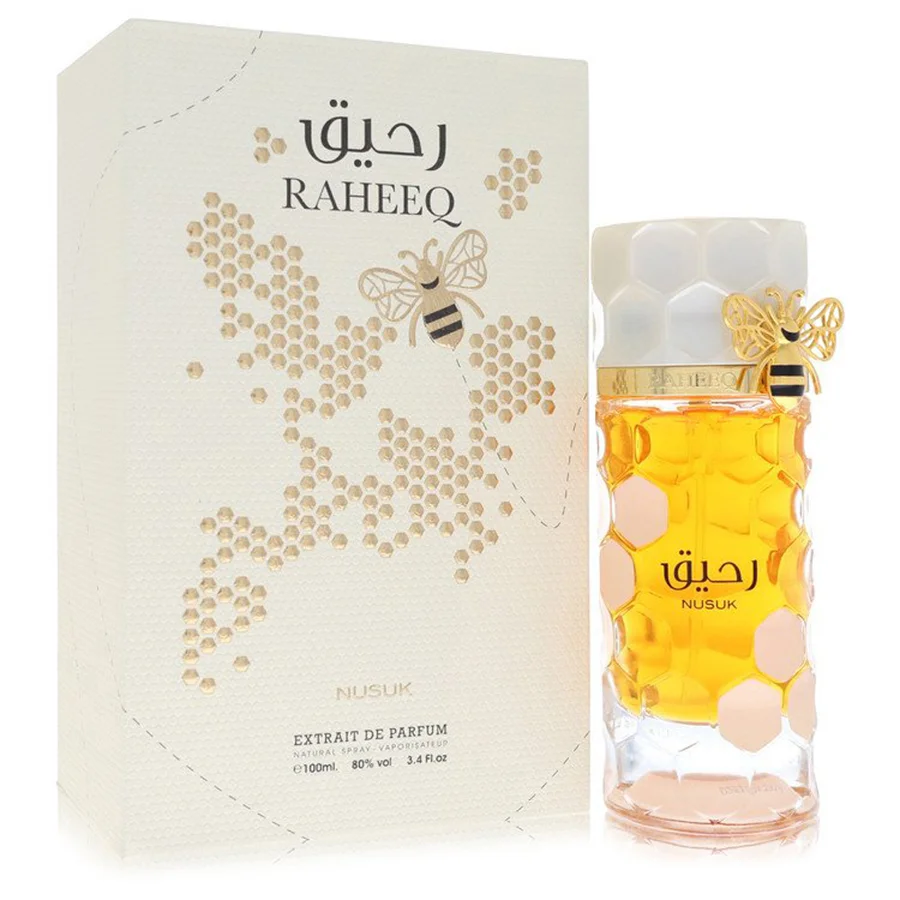 رحيق
RAHEEQ
NUSUK
EXTRAIT DE PARFUM
NATURAL SPRAY - VAPORISATEUR
℮100ml. 80% vol 3.4 Fl.oz
RAHEEQ
رحيق
NUSUK